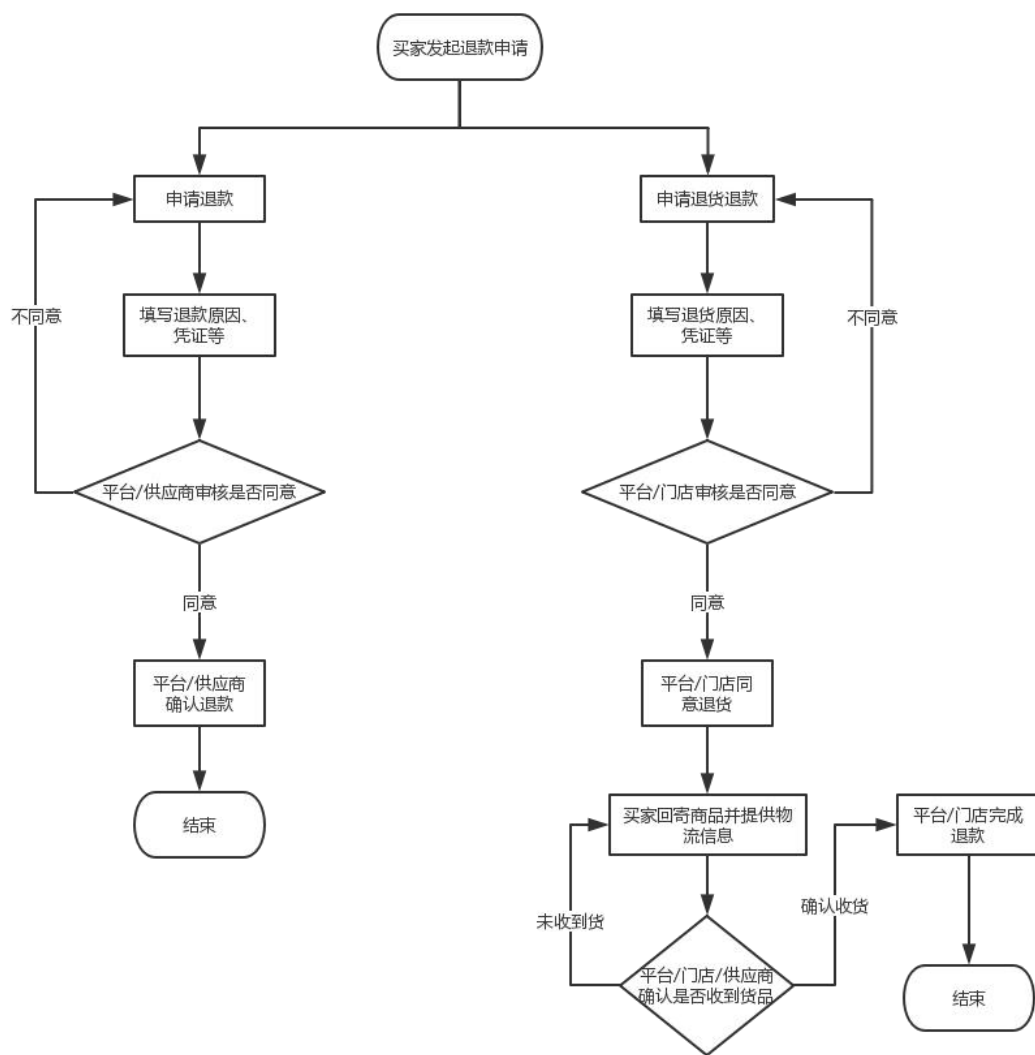 买家发起退款申请
申请退款
申请退货退款
不同意
填写退款原因、
凭证等
填写退货原因、
凭证等
不同意
平台/供应商审核是否同意
平台/门店审核是否同意
同意
同意
平台/供应商
确认退款
平台/门店同
意退货
结束
买家回寄商品并提供物
流信息
平台/门店完成
退款
未收到货
确认收货
平台/门店/供应商
确认是否收到货品
结束